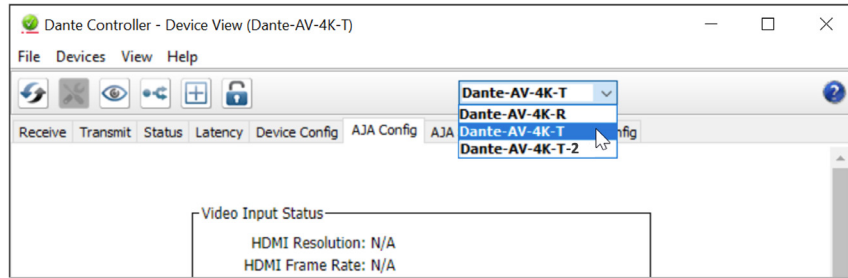 Dante Controller - Device View (Dante-AV-4K-T)
File Devices View Help
Dante-AV-4K-T
Dante-AV-4K-R
Receive Transmit Status Latency Device Config AJA Config AJA Dante-AV-4K-T nfig
Dante-AV-4K-T-2
Video Input Status
HDMI Resolution: N/A
HDMI Frame Rate: N/A